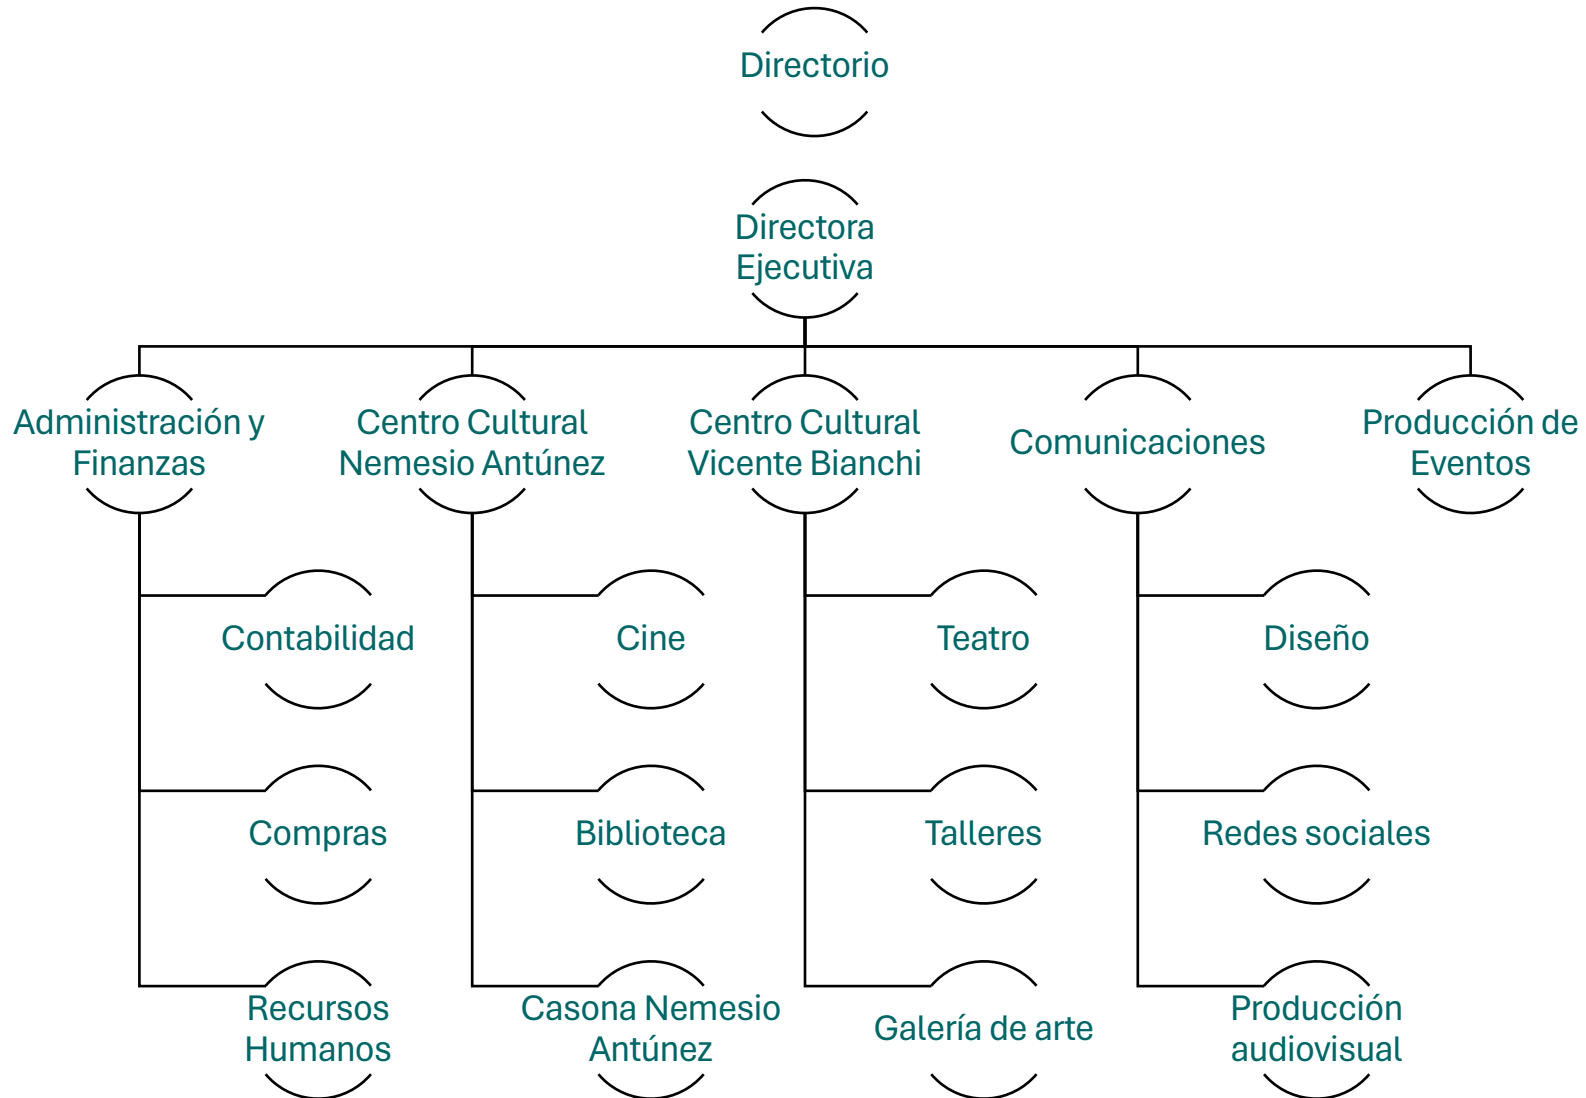 Directorio
Directora
Ejecutiva
Administración y
Finanzas
Centro Cultural
Nemesio Antúnez
Centro Cultural
Vicente Bianchi
Comunicaciones
Producción de
Eventos
Contabilidad
Cine
Teatro
Diseño
Compras
Biblioteca
Talleres
Redes sociales
Recursos
Humanos
Casona Nemesio
Antúnez
Galería de arte
Producción
audiovisual